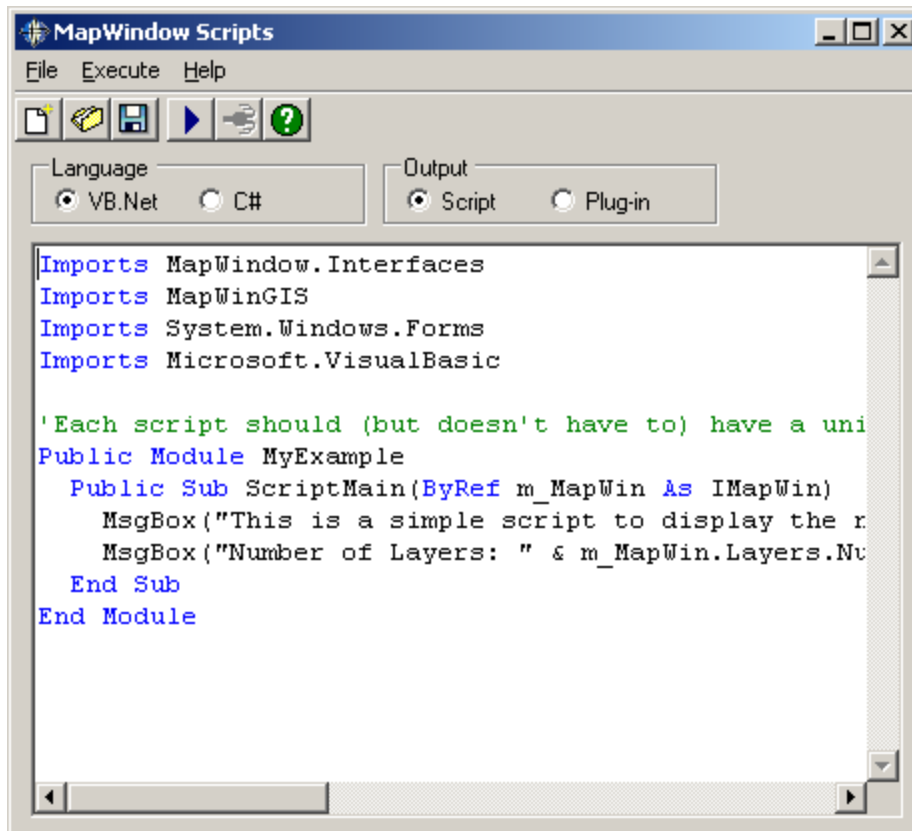 MapWindow Scripts
File Execute Help
Language
VB.Net C#
Output
Script Plug-in
Imports MapWindow.Interfaces
Imports MapWinGIS
Imports System.Windows.Forms
Imports Microsoft.VisualBasic
'Each script should (but doesn't have to) have a uni
Public Module MyExample
Public Sub ScriptMain(ByRef m_MapWin As IMapWin)
MsgBox("This is a simple script to display the
MsgBox("Number of Layers: " & m_MapWin.Layers.Nu
End Sub
End Module